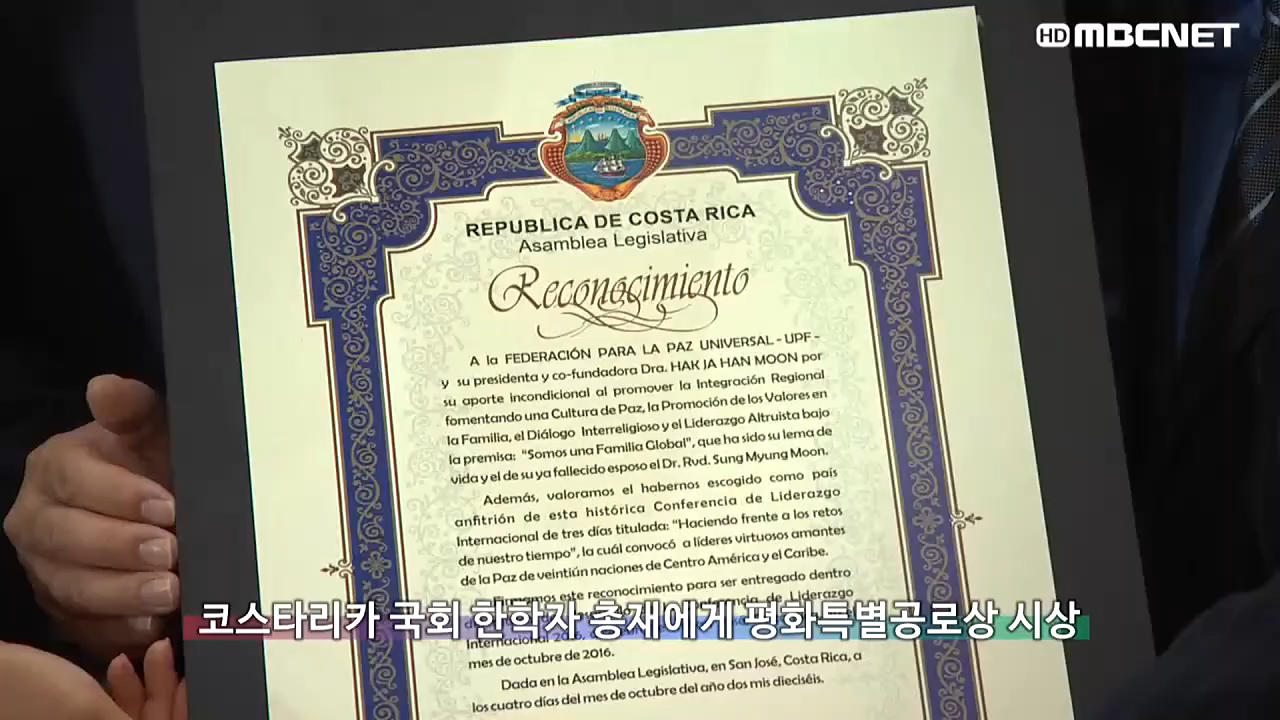 HD MBCNET
REPUBLICA DE COSTA RICA
Asamblea Legislativa
Reconocimiento
A la FEDERACIÓN PARA LA PAZ UNIVERSAL - UPF -
y su presidenta y co-fundadora Dra. HAK JA HAN MOON por
su aporte incondicional al promover la Integración Regional
fomentando una Cultura de Paz, la Promoción de los Valores en
la Familia, el Diálogo Interreligioso y el Liderazgo Altruista bajo
la premisa: "Somos una Familia Global", que ha sido su lema de
vida y el de su ya fallecido esposo el Dr. Rvd. Sung Myung Moon.
Además, valoramos el habernos escogido como país
anfitrión de esta histórica Conferencia de Liderazgo
Internacional de tres días titulada: "Haciendo frente a los retos
de nuestro tiempo", la cuál convocó a líderes virtuosos amantes
de la Paz de veintiún naciones de Centro América y el Caribe.
Firmamos este reconocimiento para ser entregado dentro
de Liderazgo
코스타리카 국회 한학자 총재에게 평화특별공로상 시상
Internacional 2016,
mes de octubre de 2016.
Dada en la Asamblea Legislativa, en San José, Costa Rica, a
los cuatro días del mes de octubre del año dos mis dieciséis.